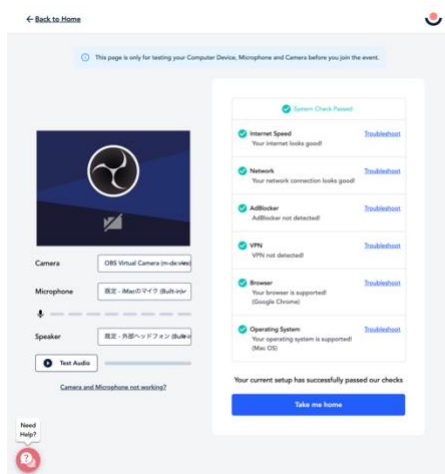 ← Back to Home
This page is only for testing your Computer Device, Microphone and Camera before you join the event.
System Check Passed
Internet Speed
Troubleshoot
Your internet looks good!
Network
Troubleshoot
Your network connection looks good!
AdBlocker
Troubleshoot
AdBlocker not detected!
VPN
Troubleshoot
VPN not detected!
Browser
Troubleshoot
Your browser is supported!
(Google Chrome)
Operating System
Troubleshoot
Your operating system is supported!
(Mac OS)
Your current setup has successfully passed our checks
Take me home
Camera
OBS Virtual Camera (m-de:vies)
Microphone
既定 - iMacのマイク (Built-in)
Speaker
既定 - 外部ヘッドフォン (Built-i
Test Audio
Camera and Microphone not working?
Need
Help?